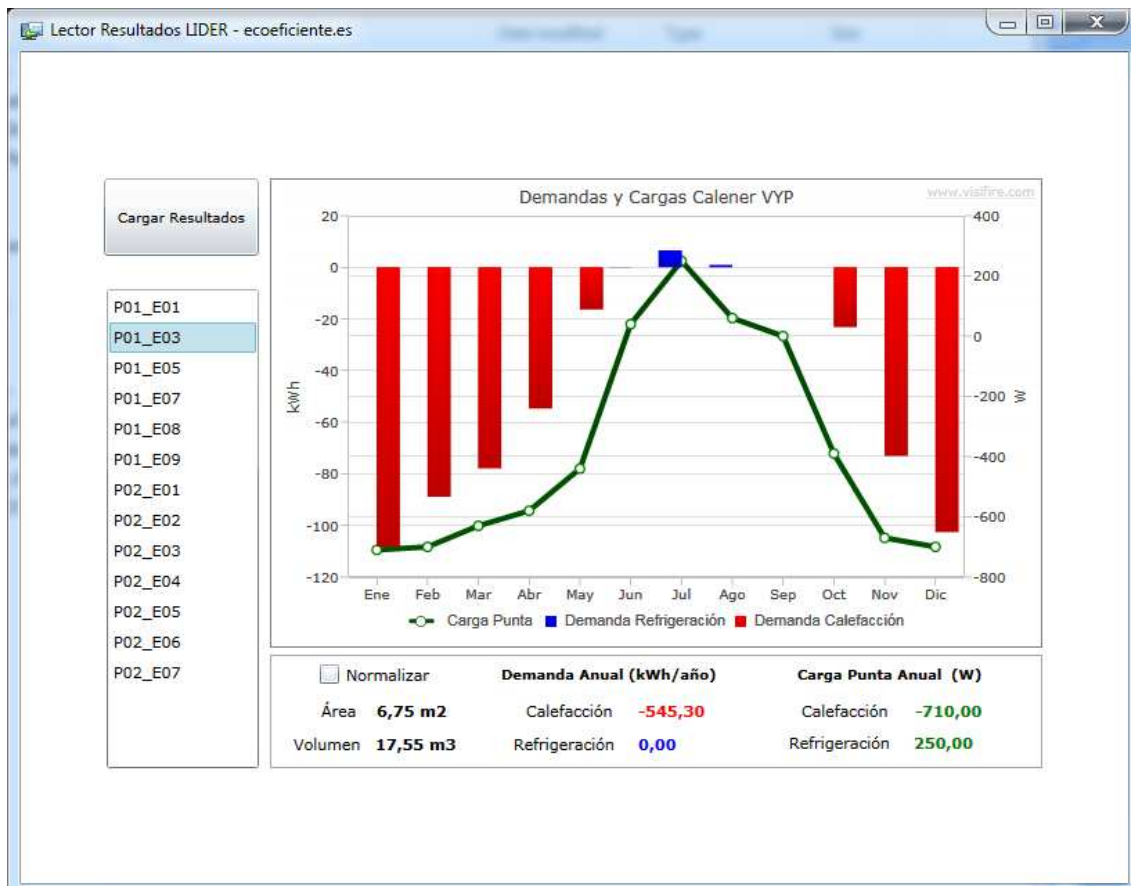 Lector Resultados LIDER - ecoeficiente.es
Cargar Resultados
P01_E01
P01_E03
P01_E05
P01_E07
P01_E08
P01_E09
P02_E01
P02_E02
P02_E03
P02_E04
P02_E05
P02_E06
P02_E07
Demandas y Cargas Calener VYP
www.visifire.com
20
0
-20
-40
-60
-80
-100
-120
kWh
400
200
0
-200
-400
-600
-800
W
Ene Feb Mar Abr May Jun Jul Ago Sep Oct Nov Dic
Carga Punta Demanda Refrigeración Demanda Calefacción
Normalizar Demanda Anual (kWh/año) Carga Punta Anual (W)
Área 6,75 m2 Calefacción -545,30 Calefacción -710,00
Volumen 17,55 m3 Refrigeración 0,00 Refrigeración 250,00